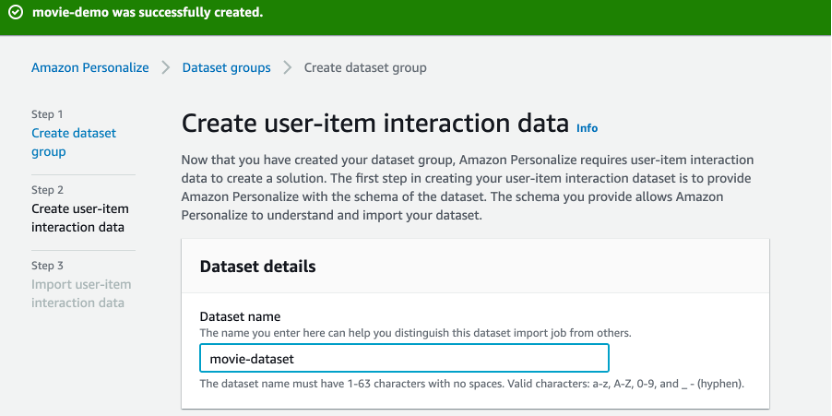 movie-demo was successfully created.
Amazon Personalize > Dataset groups > Create dataset group
Step 1
Create dataset
group
Step 2
Create user-item
interaction data
Step 3
Import user-item
interaction data
Create user-item interaction data Info
Now that you have created your dataset group, Amazon Personalize requires user-item interaction
data to create a solution. The first step in creating your user-item interaction dataset is to provide
Amazon Personalize with the schema of the dataset. The schema you provide allows Amazon
Personalize to understand and import your dataset.
Dataset details
Dataset name
The name you enter here can help you distinguish this dataset import job from others.
movie-dataset
The dataset name must have 1-63 characters with no spaces. Valid characters: a-z, A-Z, 0-9, and _ - (hyphen).